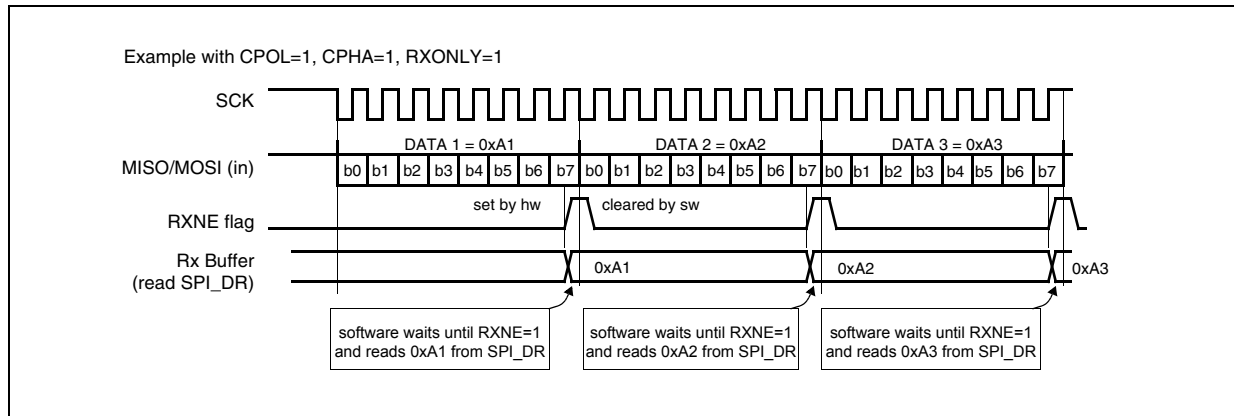 Example with CPOL=1, CPHA=1, RXONLY=1
SCK
DATA 1 = 0xA1 DATA 2 = 0xA2 DATA 3 = 0xA3
MISO/MOSI (in) b0 b1 b2 b3 b4 b5 b6 b7 b0 b1 b2 b3 b4 b5 b6 b7 b0 b1 b2 b3 b4 b5 b6 b7
set by hw cleared by sw
RXNE flag
Rx Buffer
(read SPI_DR)
0xA1 0xA2 0xA3
software waits until RXNE=1
and reads 0xA1 from SPI_DR
software waits until RXNE=1
and reads 0xA2 from SPI_DR
software waits until RXNE=1
and reads 0xA3 from SPI_DR